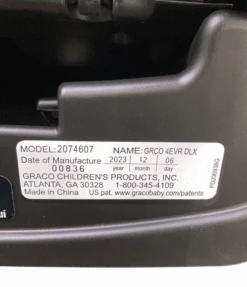 MODEL: 2074607 NAME: GRCO 4EVR DLX
Date of Manufacture 2023 12 06
00836 year month day
GRACO CHILDREN'S PRODUCTS, INC.
ATLANTA, GA 30328 1-800-345-4109
Made in China US pat. www.gracobaby.com/patents